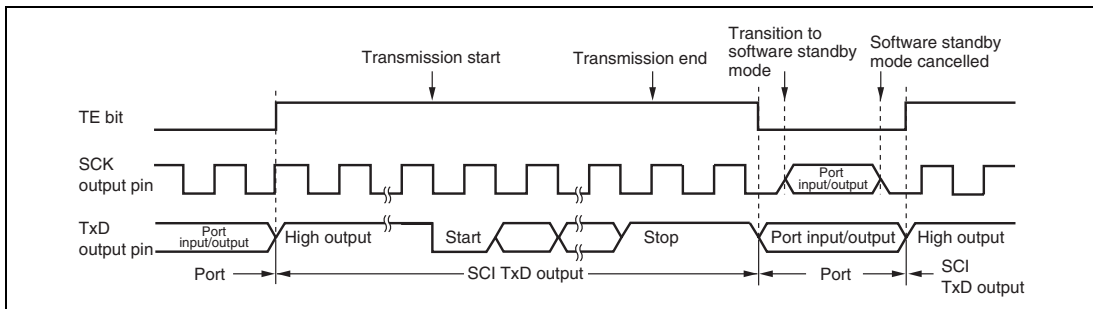 Transmission start
Transmission end
Transition to
software standby
mode
Software standby
mode cancelled
TE bit
SCK
output pin
Port
input/output
TxD
output pin
Port
input/output
High output
Start
Stop
Port input/output
High output
Port
SCI TxD output
Port
SCI
TxD output